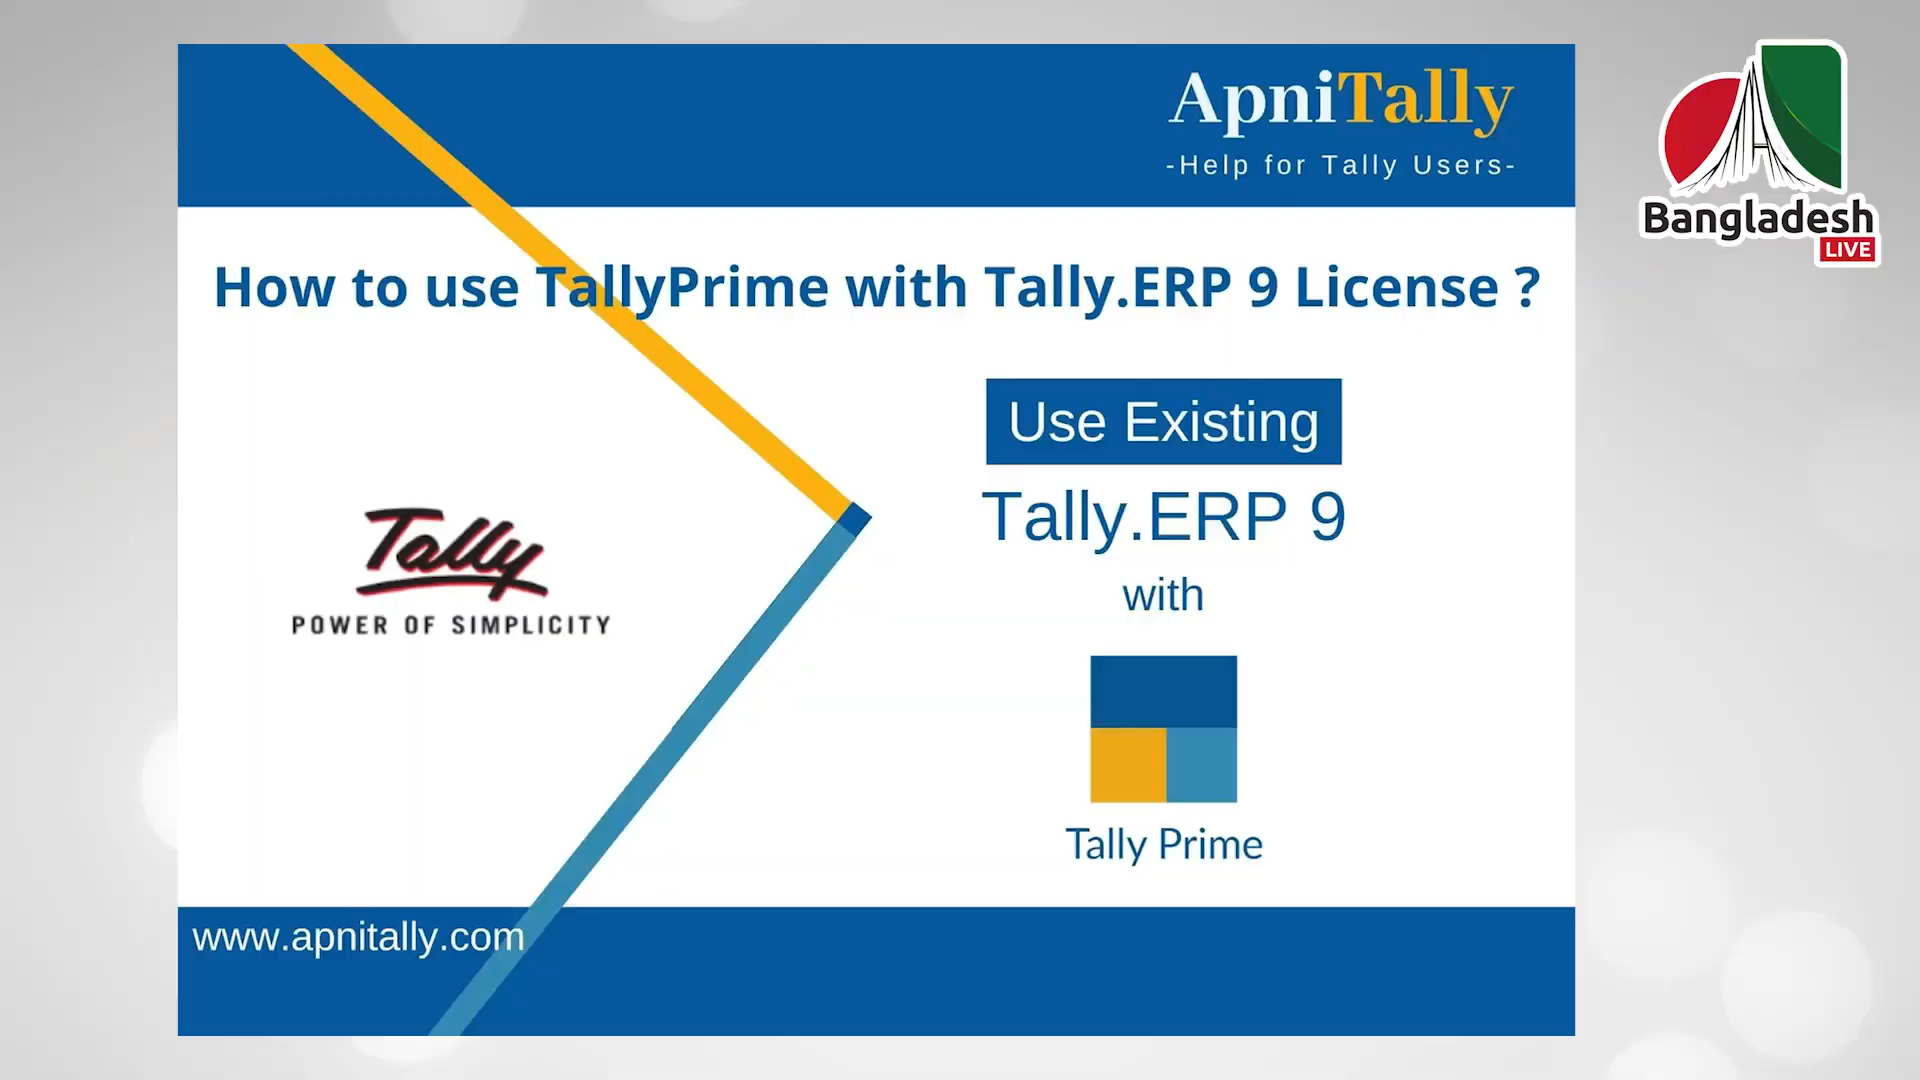 ApniTally
-Help for Tally Users-
Bangladesh
LIVE
How to use TallyPrime with Tally.ERP 9 License ?
Use Existing
Tally.ERP 9
with
Tally
POWER OF SIMPLICITY
Tally Prime
www.apnitally.com